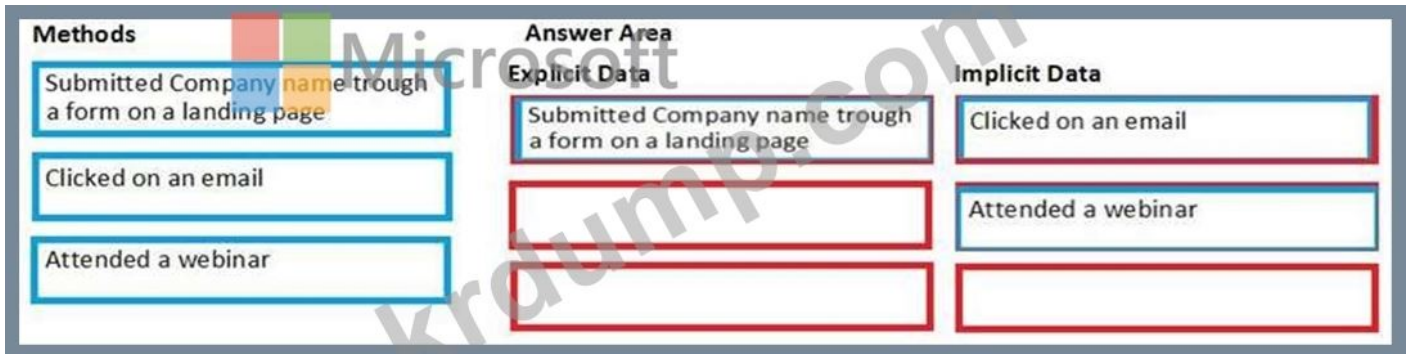 Methods
Submitted Company name trough
a form on a landing page
Clicked on an email
Attended a webinar
Answer Area
Explicit Data
Submitted Company name trough
a form on a landing page
Implicit Data
Clicked on an email
Attended a webinar
Microsoft
krdump.com